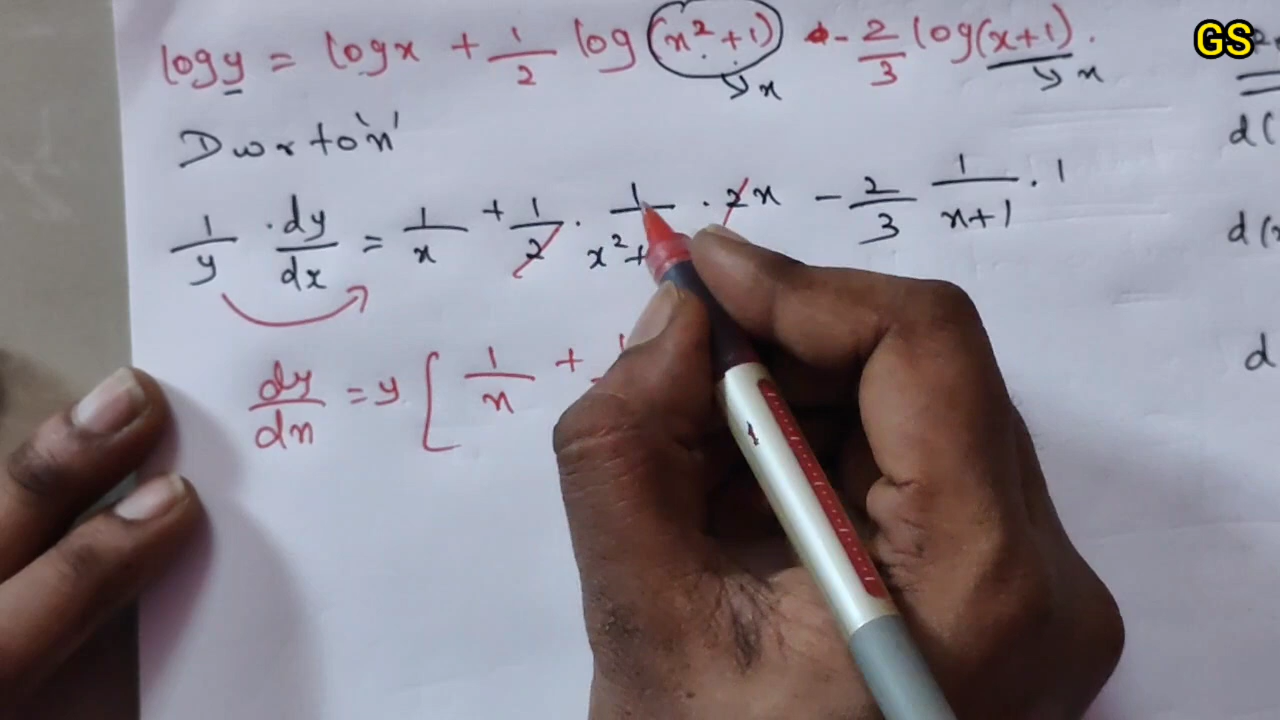 GS
log y = log x + 1/2 log (x² + 1) - 2/3 log(x+1).
x x
D w r to 'x'
d(
1/y . dy/dx = 1/x + 1/2 . 1/x²+ . 2x - 2/3 1/x+1 . 1
d(x
dy/dx = y [ 1/x + 1
d